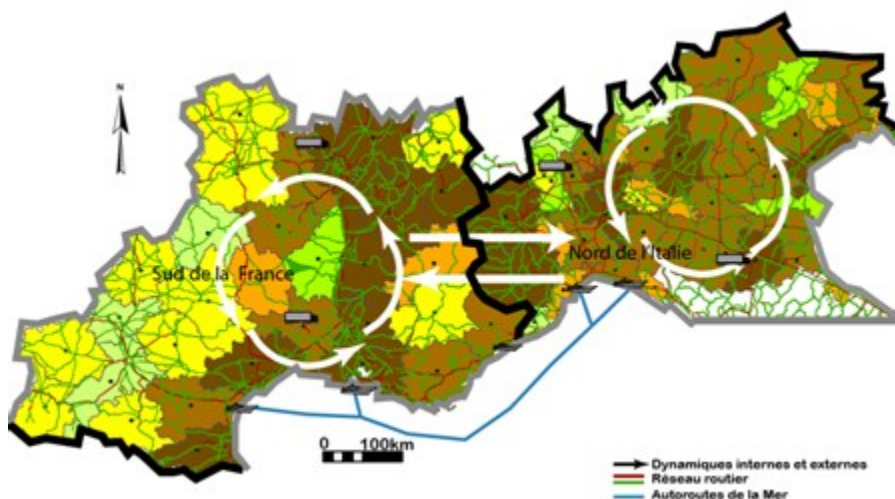 N
Sud de la France
Nord de l'Italie
0 100km
Dynamiques internes et externes
Réseau routier
Autoroutes de la Mer